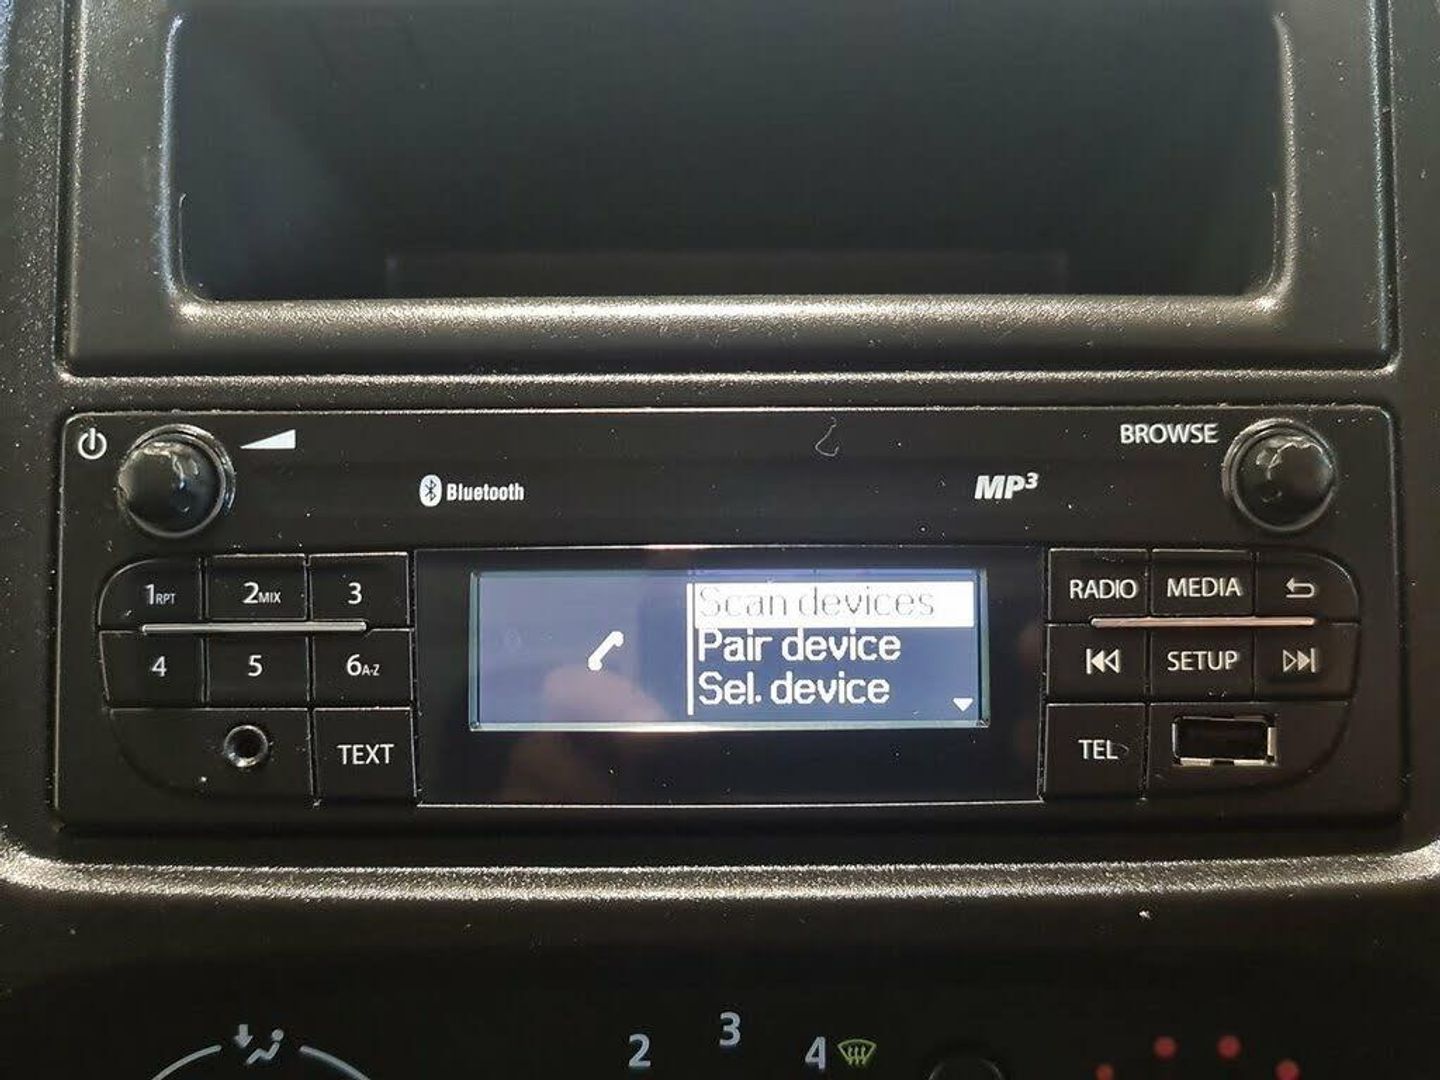 BROWSE
Bluetooth
MP3
1RPT
2MIX
3
RADIO
MEDIA
Scan devices
Pair device
Sel. device
4
5
6A-Z
SETUP
TEXT
TEL
2
3
4